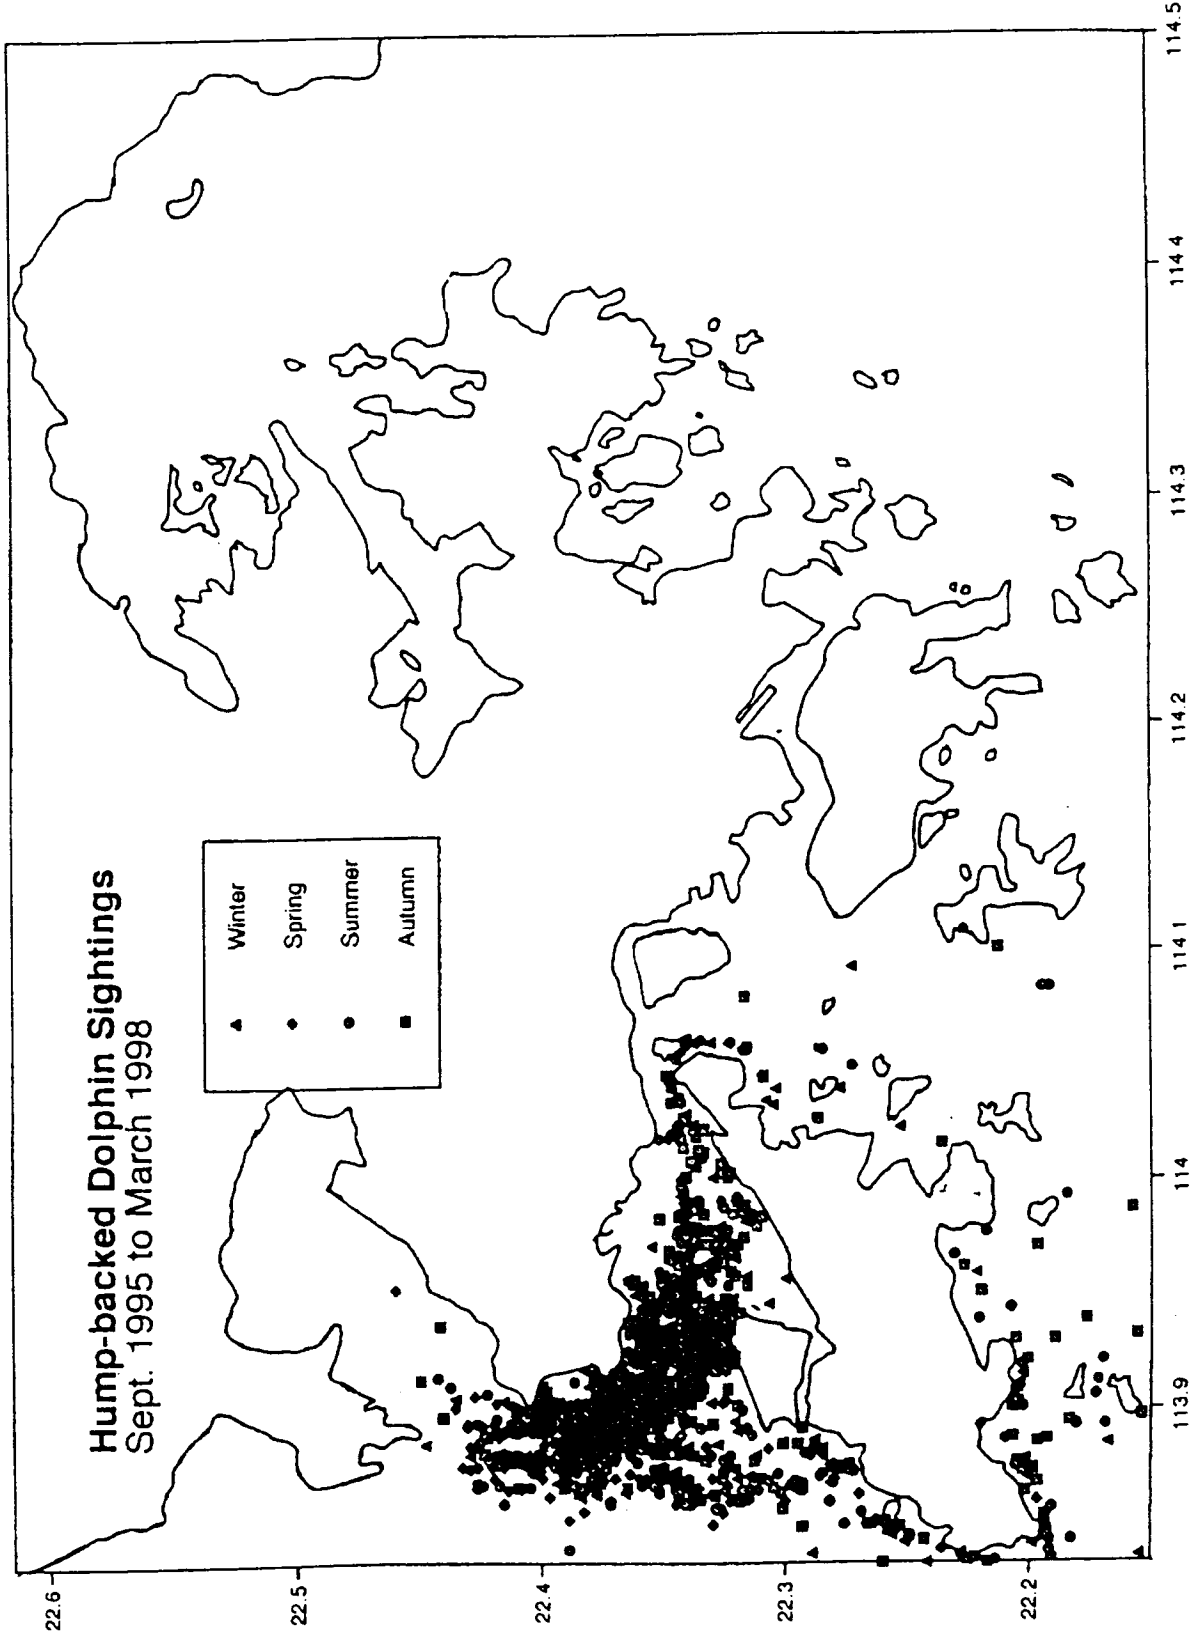 Hump-backed Dolphin Sightings
Sept. 1995 to March 1998
Winter
Spring
Summer
Autumn
22.6
22.5
22.4
22.3
22.2
113.9
114
114.1
114.2
114.3
114 4
114.5